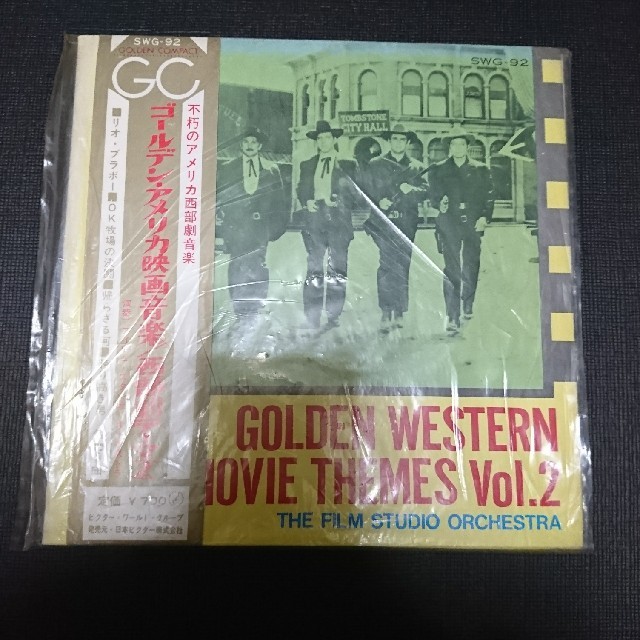 SWG-92
GOLDEN COMPACT
GC
不朽のアメリカ西部劇音楽
ゴールデン・アメリカ映画音楽
■リオ・ブラボー■OK牧場の決闘
定価 ¥700
ビクター・ワールド・グループ
発売元・日本ビクター株式会社
SWG-92
TOMBSTONE
CITY HALL
GOLDEN WESTERN
MOVIE THEMES Vol.2
THE FILM STUDIO ORCHESTRA